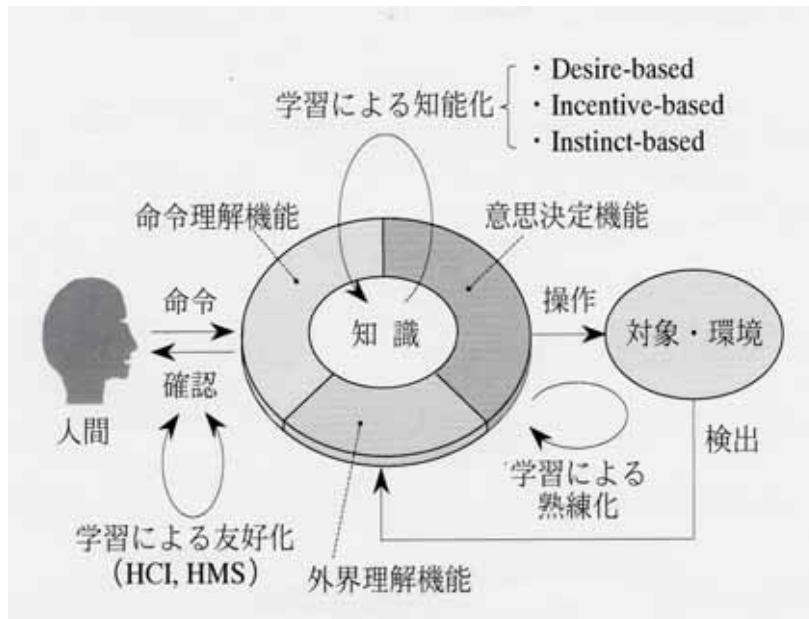 学習による知能化
・Desire-based
・Incentive-based
・Instinct-based
命令理解機能
意思決定機能
命令
確認
人間
知 識
操作
対象・環境
検出
学習による
熟練化
学習による友好化
(HCI, HMS)
外界理解機能